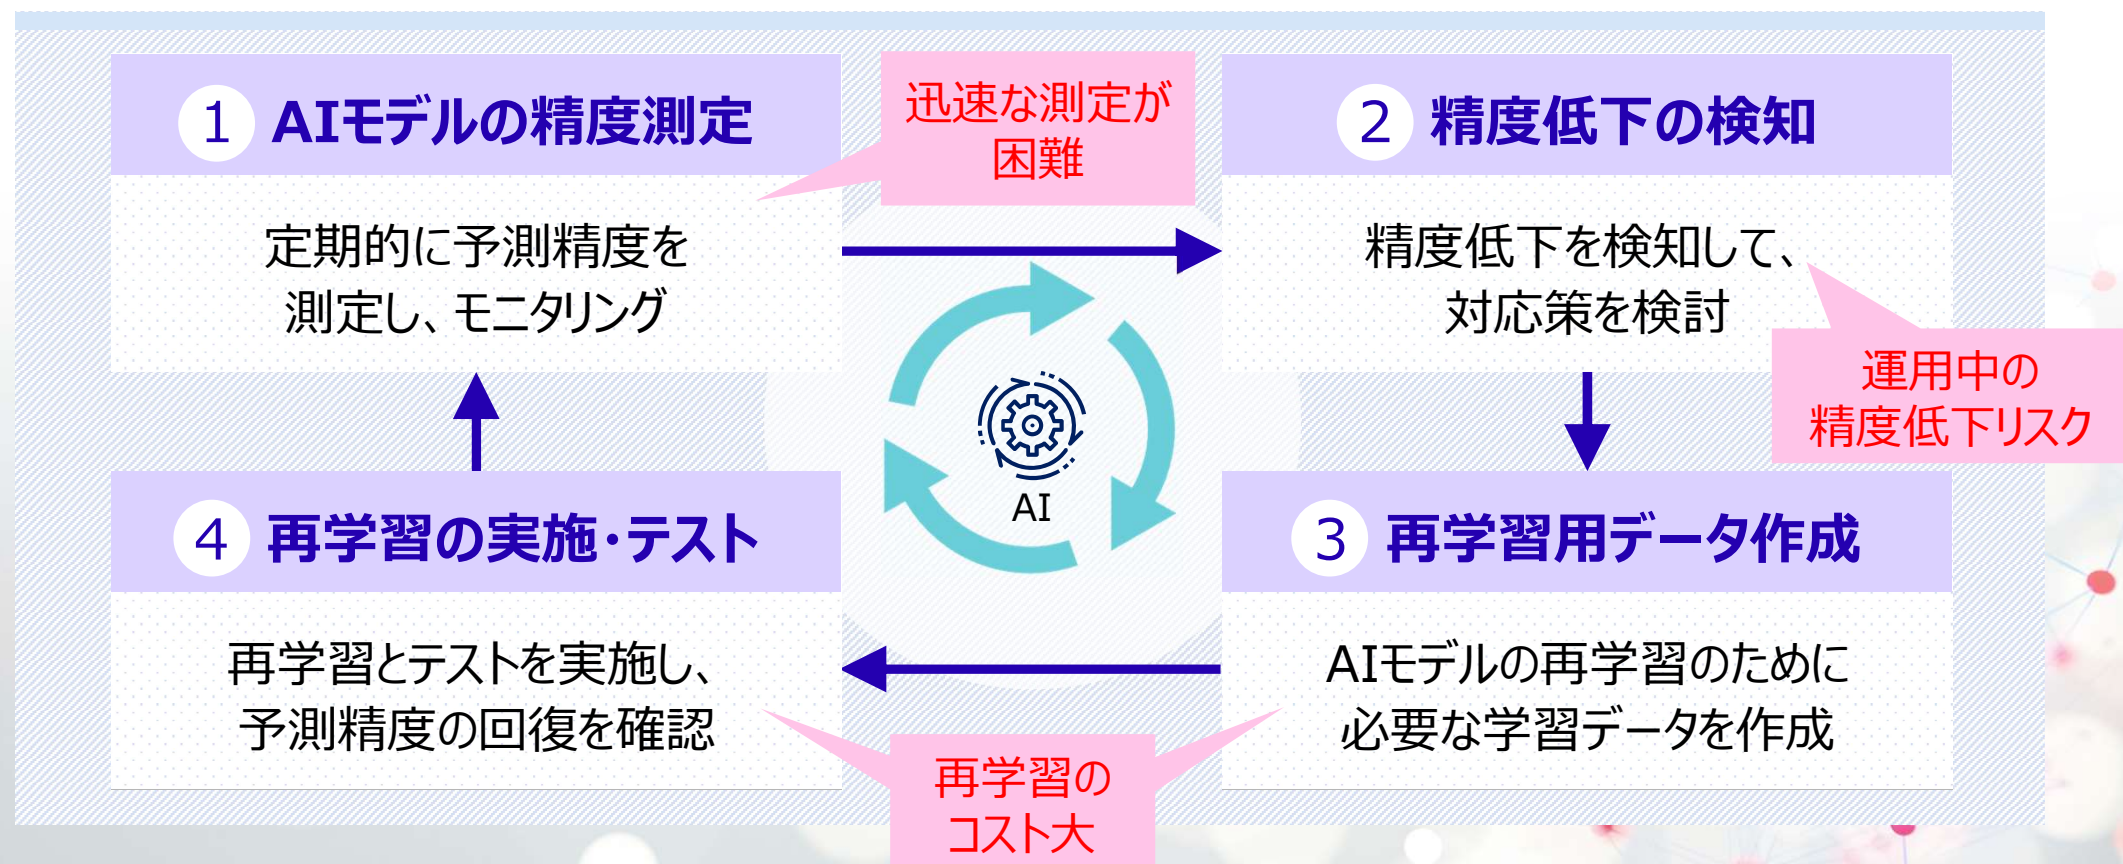 1 AIモデルの精度測定
定期的に予測精度を
測定し、モニタリング
迅速な測定が
困難
2 精度低下の検知
精度低下を検知して、
対応策を検討
運用中の
精度低下リスク
AI
3 再学習用データ作成
AIモデルの再学習のために
必要な学習データを作成
再学習の
コスト大
4 再学習の実施・テスト
再学習とテストを実施し、
予測精度の回復を確認